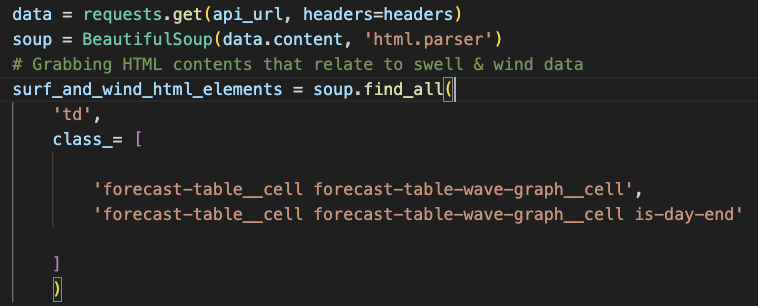 data = requests.get(api_url, headers=headers)
soup = BeautifulSoup(data.content, 'html.parser')
# Grabbing HTML contents that relate to swell & wind data
surf_and_wind_html_elements = soup.find_all(
    'td',
    class_= [
        'forecast-table__cell forecast-table-wave-graph__cell',
        'forecast-table__cell forecast-table-wave-graph__cell is-day-end'
    ]
    )